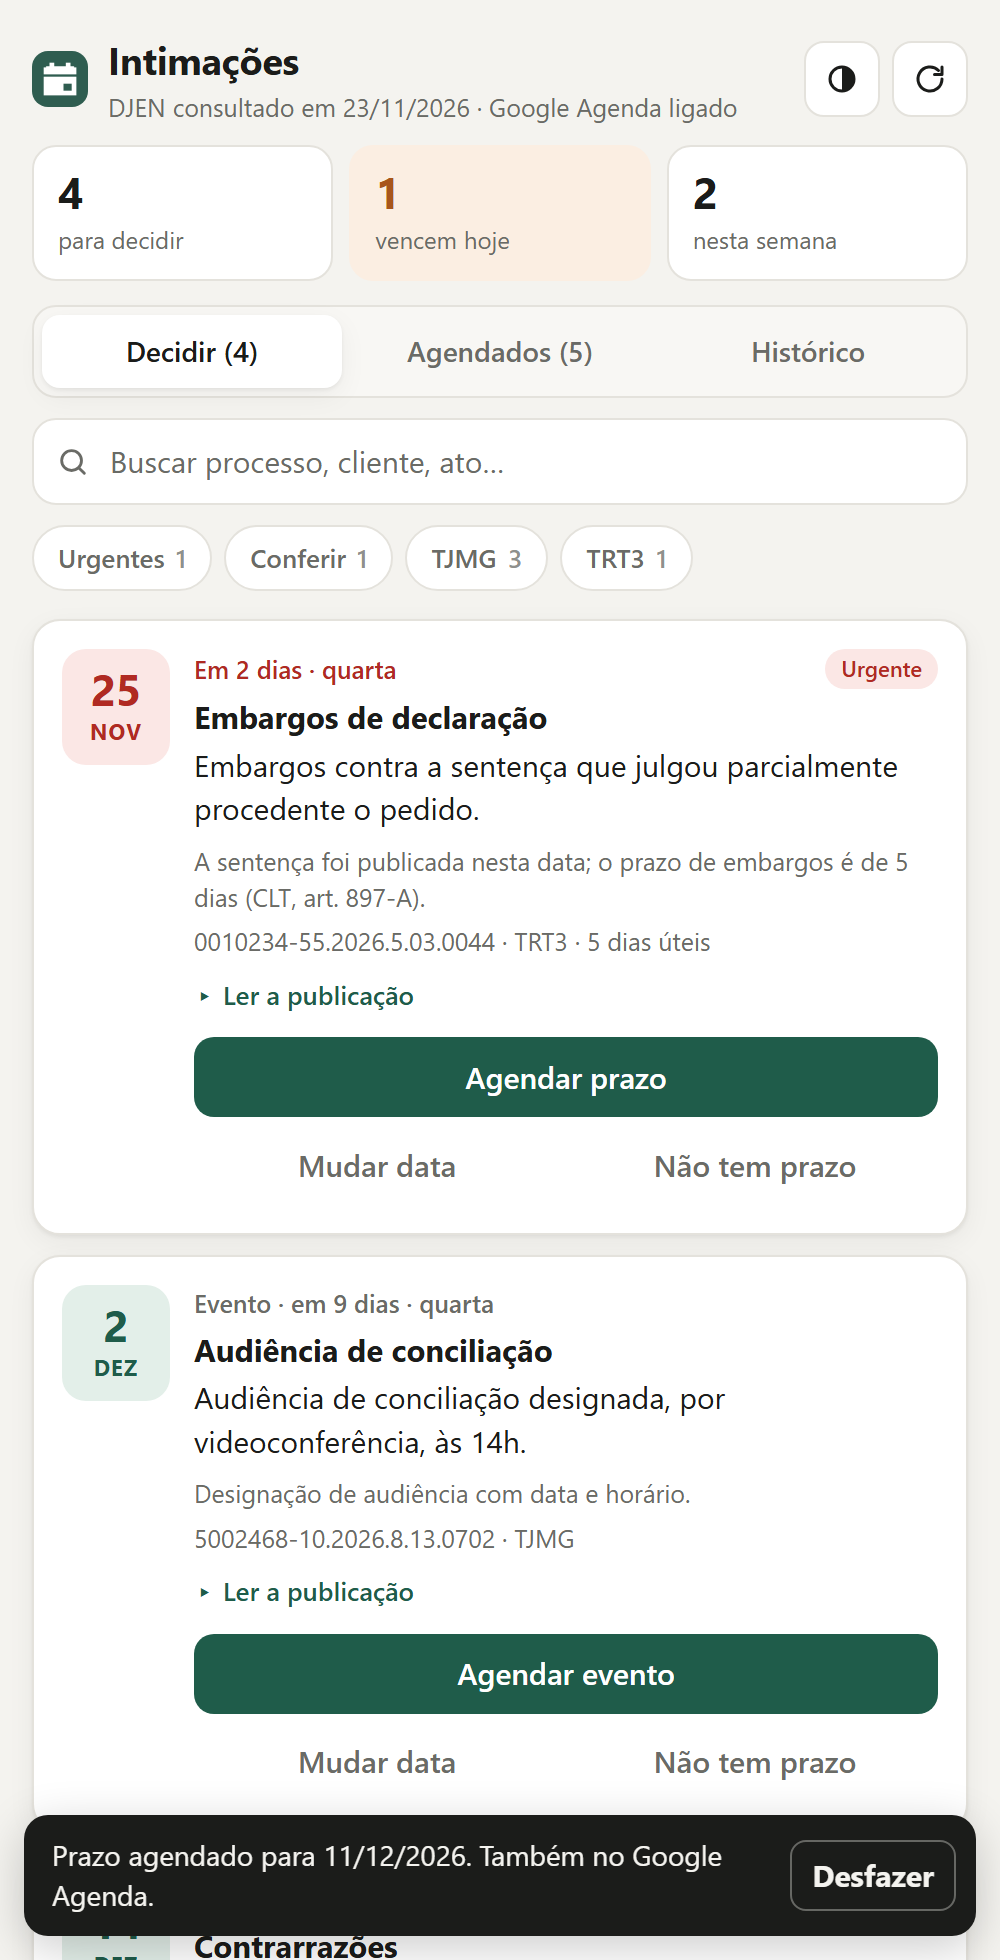 Intimações
DJEN consultado em 23/11/2026 · Google Agenda ligado
4
para decidir
1
vencem hoje
2
nesta semana
Decidir (4)
Agendados (5)
Histórico
Buscar processo, cliente, ato...
Urgentes 1
Conferir 1
TJMG 3
TRT3 1
25
NOV
Em 2 dias · quarta
Urgente
Embargos de declaração
Embargos contra a sentença que julgou parcialmente
procedente o pedido.
A sentença foi publicada nesta data; o prazo de embargos é de 5
dias (CLT, art. 897-A).
0010234-55.2026.5.03.0044 · TRT3 · 5 dias úteis
Ler a publicação
Agendar prazo
Mudar data
Não tem prazo
2
DEZ
Evento · em 9 dias · quarta
Audiência de conciliação
Audiência de conciliação designada, por
videoconferência, às 14h.
Designação de audiência com data e horário.
5002468-10.2026.8.13.0702 · TJMG
Ler a publicação
Agendar evento
Mudar data
Não tem prazo
Prazo agendado para 11/12/2026. Também no Google
Agenda.
Desfazer
Contrarrazões